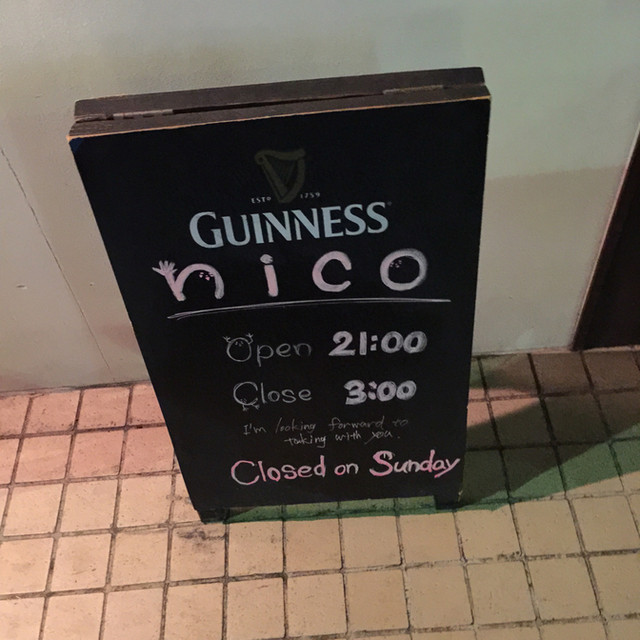 ESTD 1759
GUINNESS
nico
Open 21:00
Close 3:00
I'm looking forward to
taking with you.
Closed on Sunday